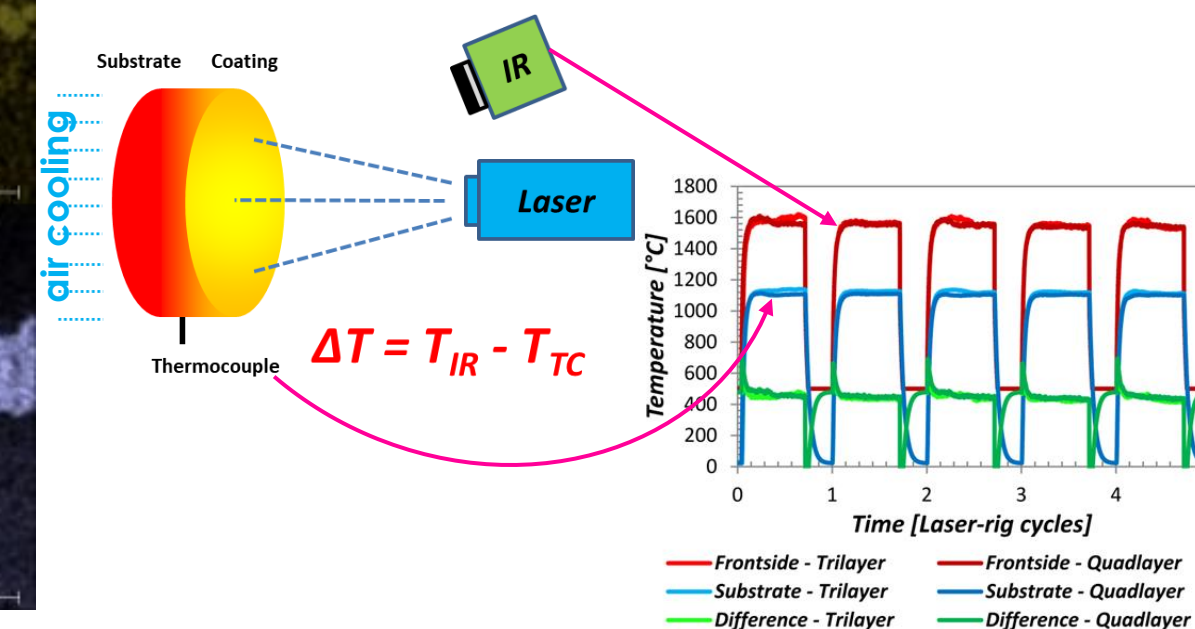 Substrate Coating
air cooling
IR
Laser
Thermocouple
ΔT = T_IR - T_TC
Temperature [°C]
1800
1600
1400
1200
1000
800
600
400
200
0
0 1 2 3 4
Time [Laser-rig cycles]
Frontside - Trilayer Frontside - Quadlayer
Substrate - Trilayer Substrate - Quadlayer
Difference - Trilayer Difference - Quadlayer